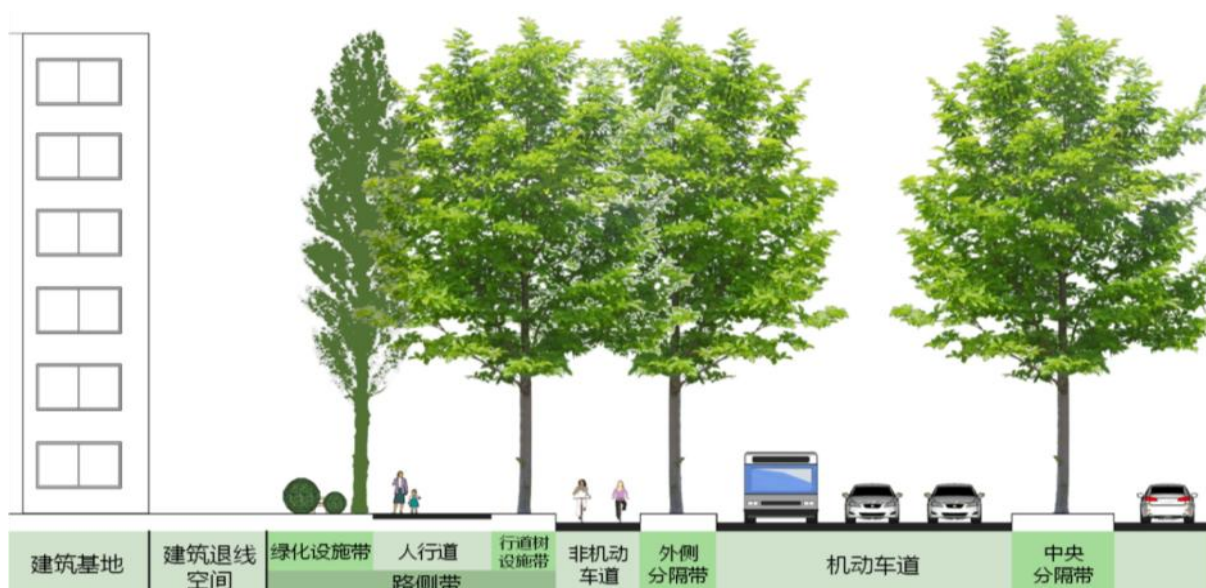 建筑基地
建筑退线
空间
绿化设施带
人行道
行道树
设施带
路侧带
非机动
车道
外侧
分隔带
机动车道
中央
分隔带